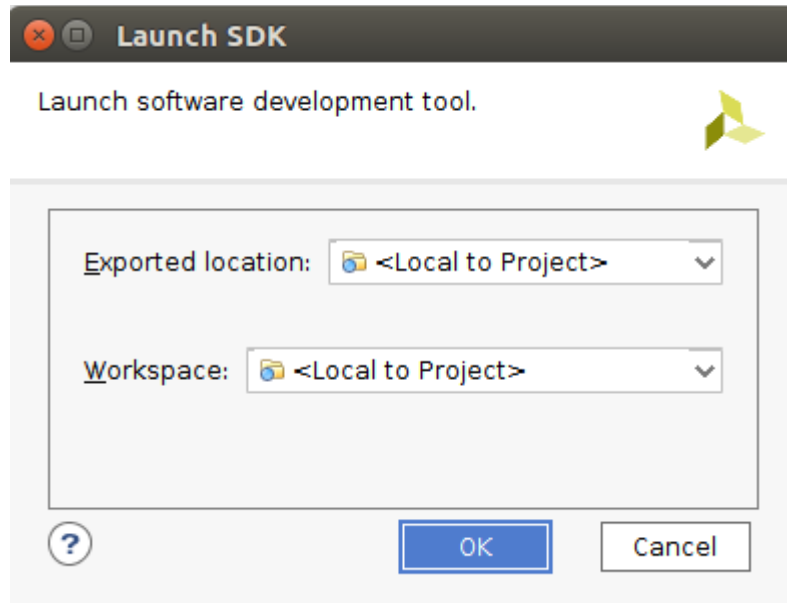 Launch SDK
Launch software development tool.
Exported location: <Local to Project>
Workspace: <Local to Project>
? OK Cancel